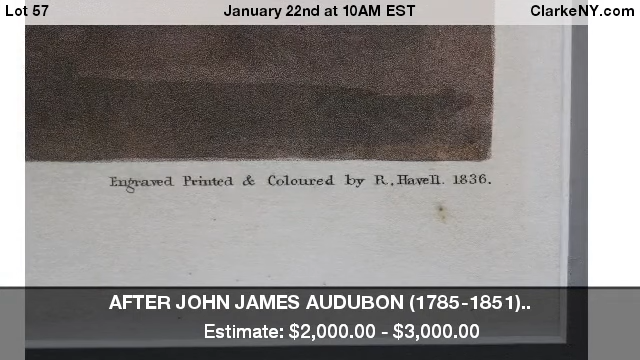 Lot 57 January 22nd at 10AM EST ClarkeNY.com
Engraved Printed & Coloured by R. Havell. 1836.
AFTER JOHN JAMES AUDUBON (1785-1851)..
Estimate: $2,000.00 - $3,000.00